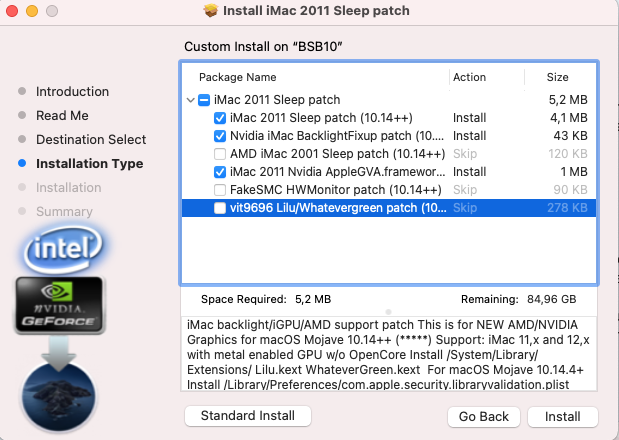 Install iMac 2011 Sleep patch
Custom Install on “BSB10”
Introduction
Read Me
Destination Select
Installation Type
Installation
Summary
Package Name Action Size
iMac 2011 Sleep patch 5,2 MB
iMac 2011 Sleep patch (10.14++) Install 4,1 MB
Nvidia iMac BacklightFixup patch (10.... Install 43 KB
AMD iMac 2001 Sleep patch (10.14++) Skip 120 KB
iMac 2011 Nvidia AppleGVA.framewor... Install 1 MB
FakeSMC HWMonitor patch (10.14++) Skip 90 KB
vit9696 Lilu/Whatevergreen patch (10... Skip 278 KB
Space Required: 5,2 MB Remaining: 84,96 GB
intel
NVIDIA
GEFORCE
iMac backlight/iGPU/AMD support patch This is for NEW AMD/NVIDIA
Graphics for macOS Mojave 10.14++ (*****) Support: iMac 11,x and 12,x
with metal enabled GPU w/o OpenCore Install /System/Library/
Extensions/ Lilu.kext WhateverGreen.kext For macOS Mojave 10.14.4+
Install /Library/Preferences/com.apple.security.libraryvalidation.plist
Standard Install Go Back Install